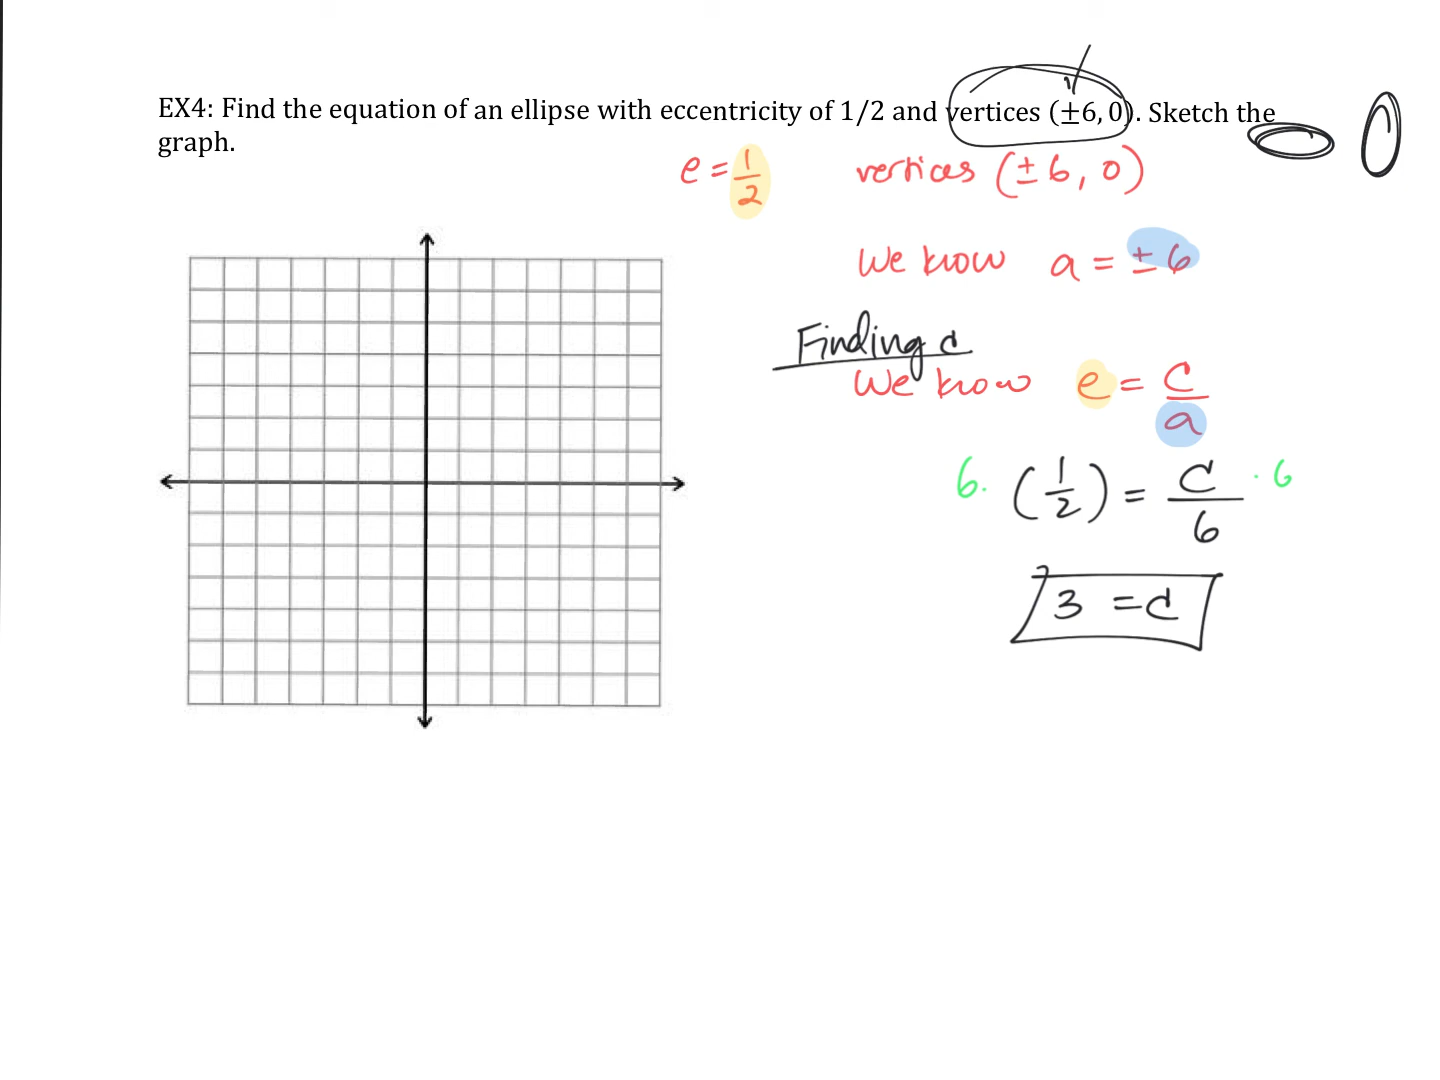 EX4: Find the equation of an ellipse with eccentricity of 1/2 and vertices (±6, 0). Sketch the
graph.
e = 1/2 vertices (±6, 0)
We know a = ±6
Finding c
We know e = c/a
6 · (1/2) = c/6 · 6
3 = c